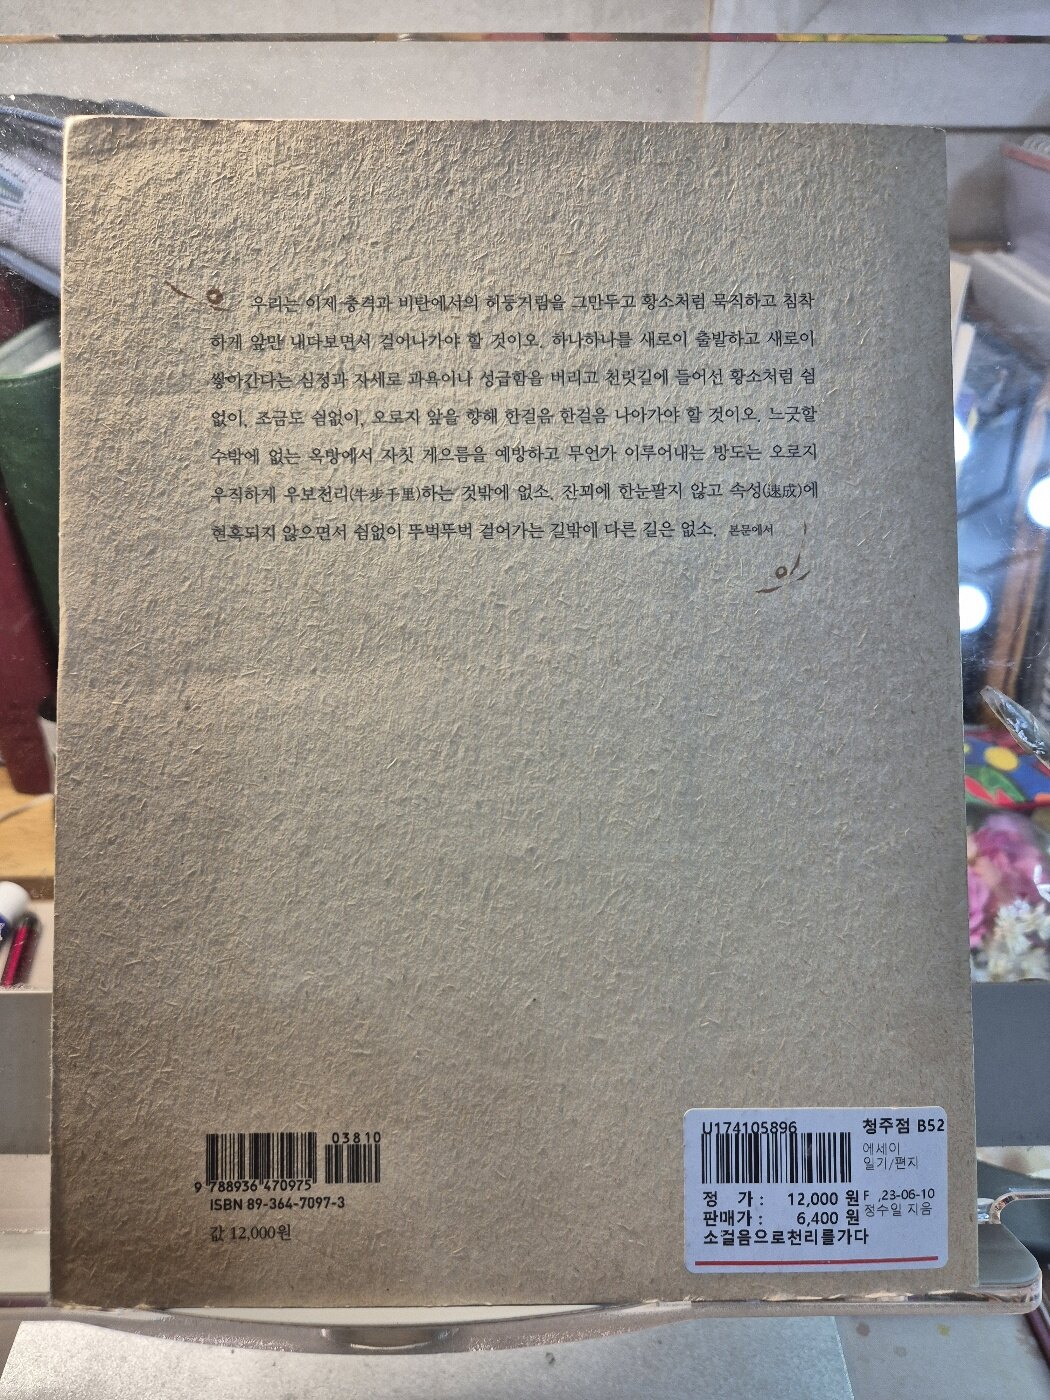 우리는 이제 충격과 비탄에서의 허둥거림을 그만두고 황소처럼 묵직하고 침착
하게 앞만 내다보면서 걸어나가야 할 것이오. 하나하나를 새로이 출발하고 새로이
쌓아간다는 심정과 자세로 과욕이나 성급함을 버리고 천릿길에 들어선 황소처럼 쉼
없이, 조금도 쉼없이, 오로지 앞을 향해 한걸음 한걸음 나아가야 할 것이오. 느긋할
수밖에 없는 옥방에서 자칫 게으름을 예방하고 무언가 이루어내는 방도는 오로지
우직하게 우보천리(牛步千里)하는 것밖에 없소. 잔꾀에 한눈팔지 않고 속성(速成)에
현혹되지 않으면서 쉼없이 뚜벅뚜벅 걸어가는 길밖에 다른 길은 없소. 본문에서
03810
9 788936 470975
ISBN 89-364-7097-3
값 12,000원
U174105896 청주점 B52
에세이
일기/편지
정 가 : 12,000 원 F ,23-06-10
판매가 : 6,400 원 정수일 지음
소걸음으로천리를가다